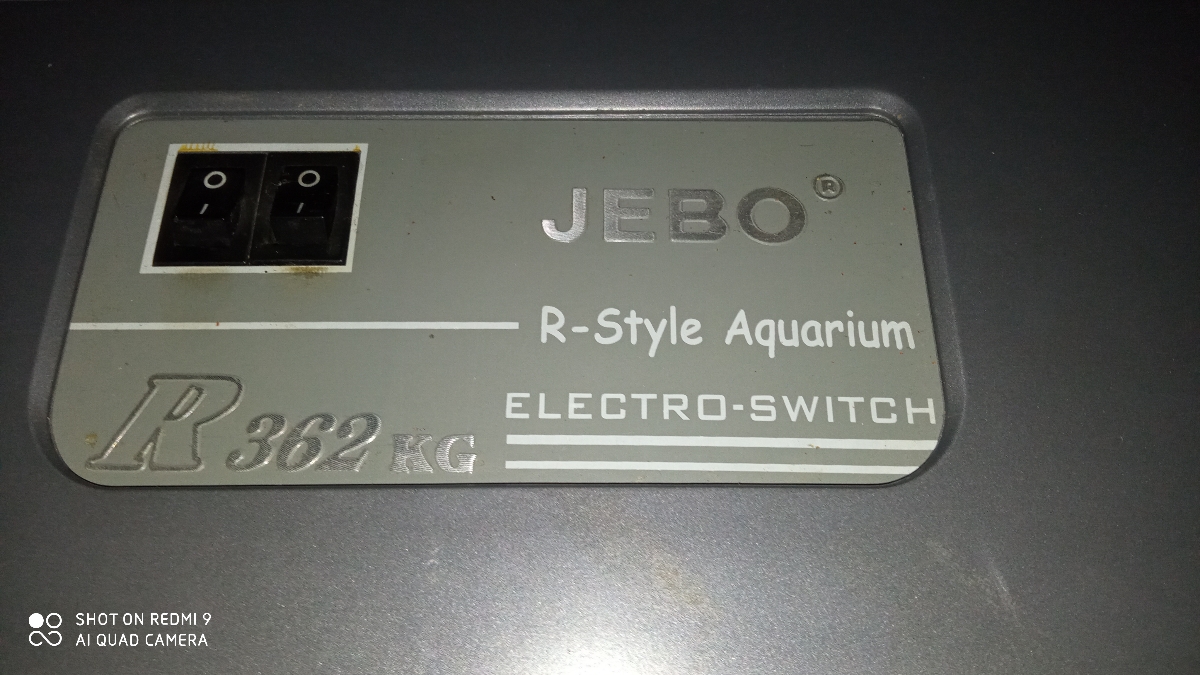 O O
I I
JEBO ®
R-Style Aquarium
ELECTRO-SWITCH
R 362 KG
SHOT ON REDMI 9
AI QUAD CAMERA